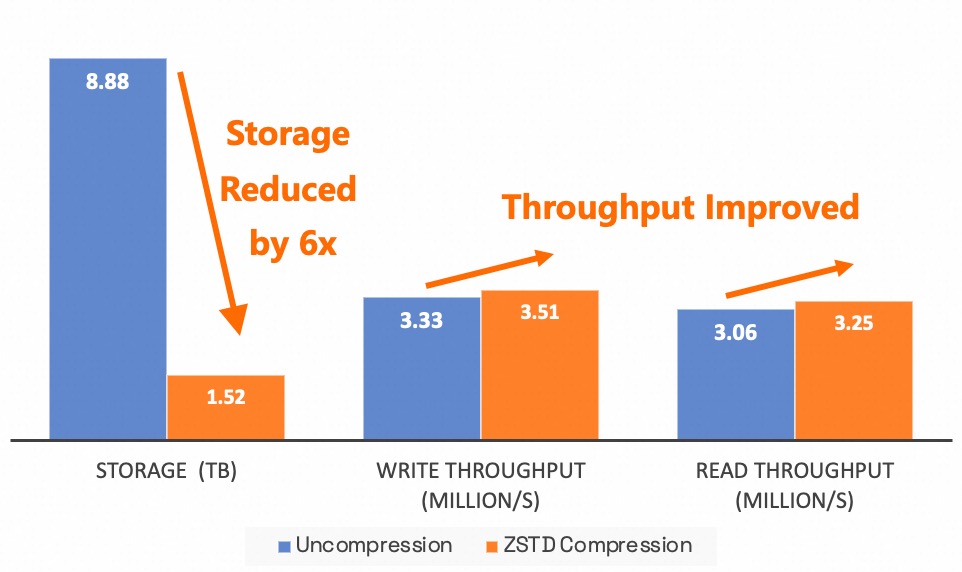 8.88
Storage
Reduced
by 6x
1.52
Throughput Improved
3.33
3.51
3.06
3.25
STORAGE (TB)
WRITE THROUGHPUT
(MILLION/S)
READ THROUGHPUT
(MILLION/S)
Uncompression
ZSTD Compression